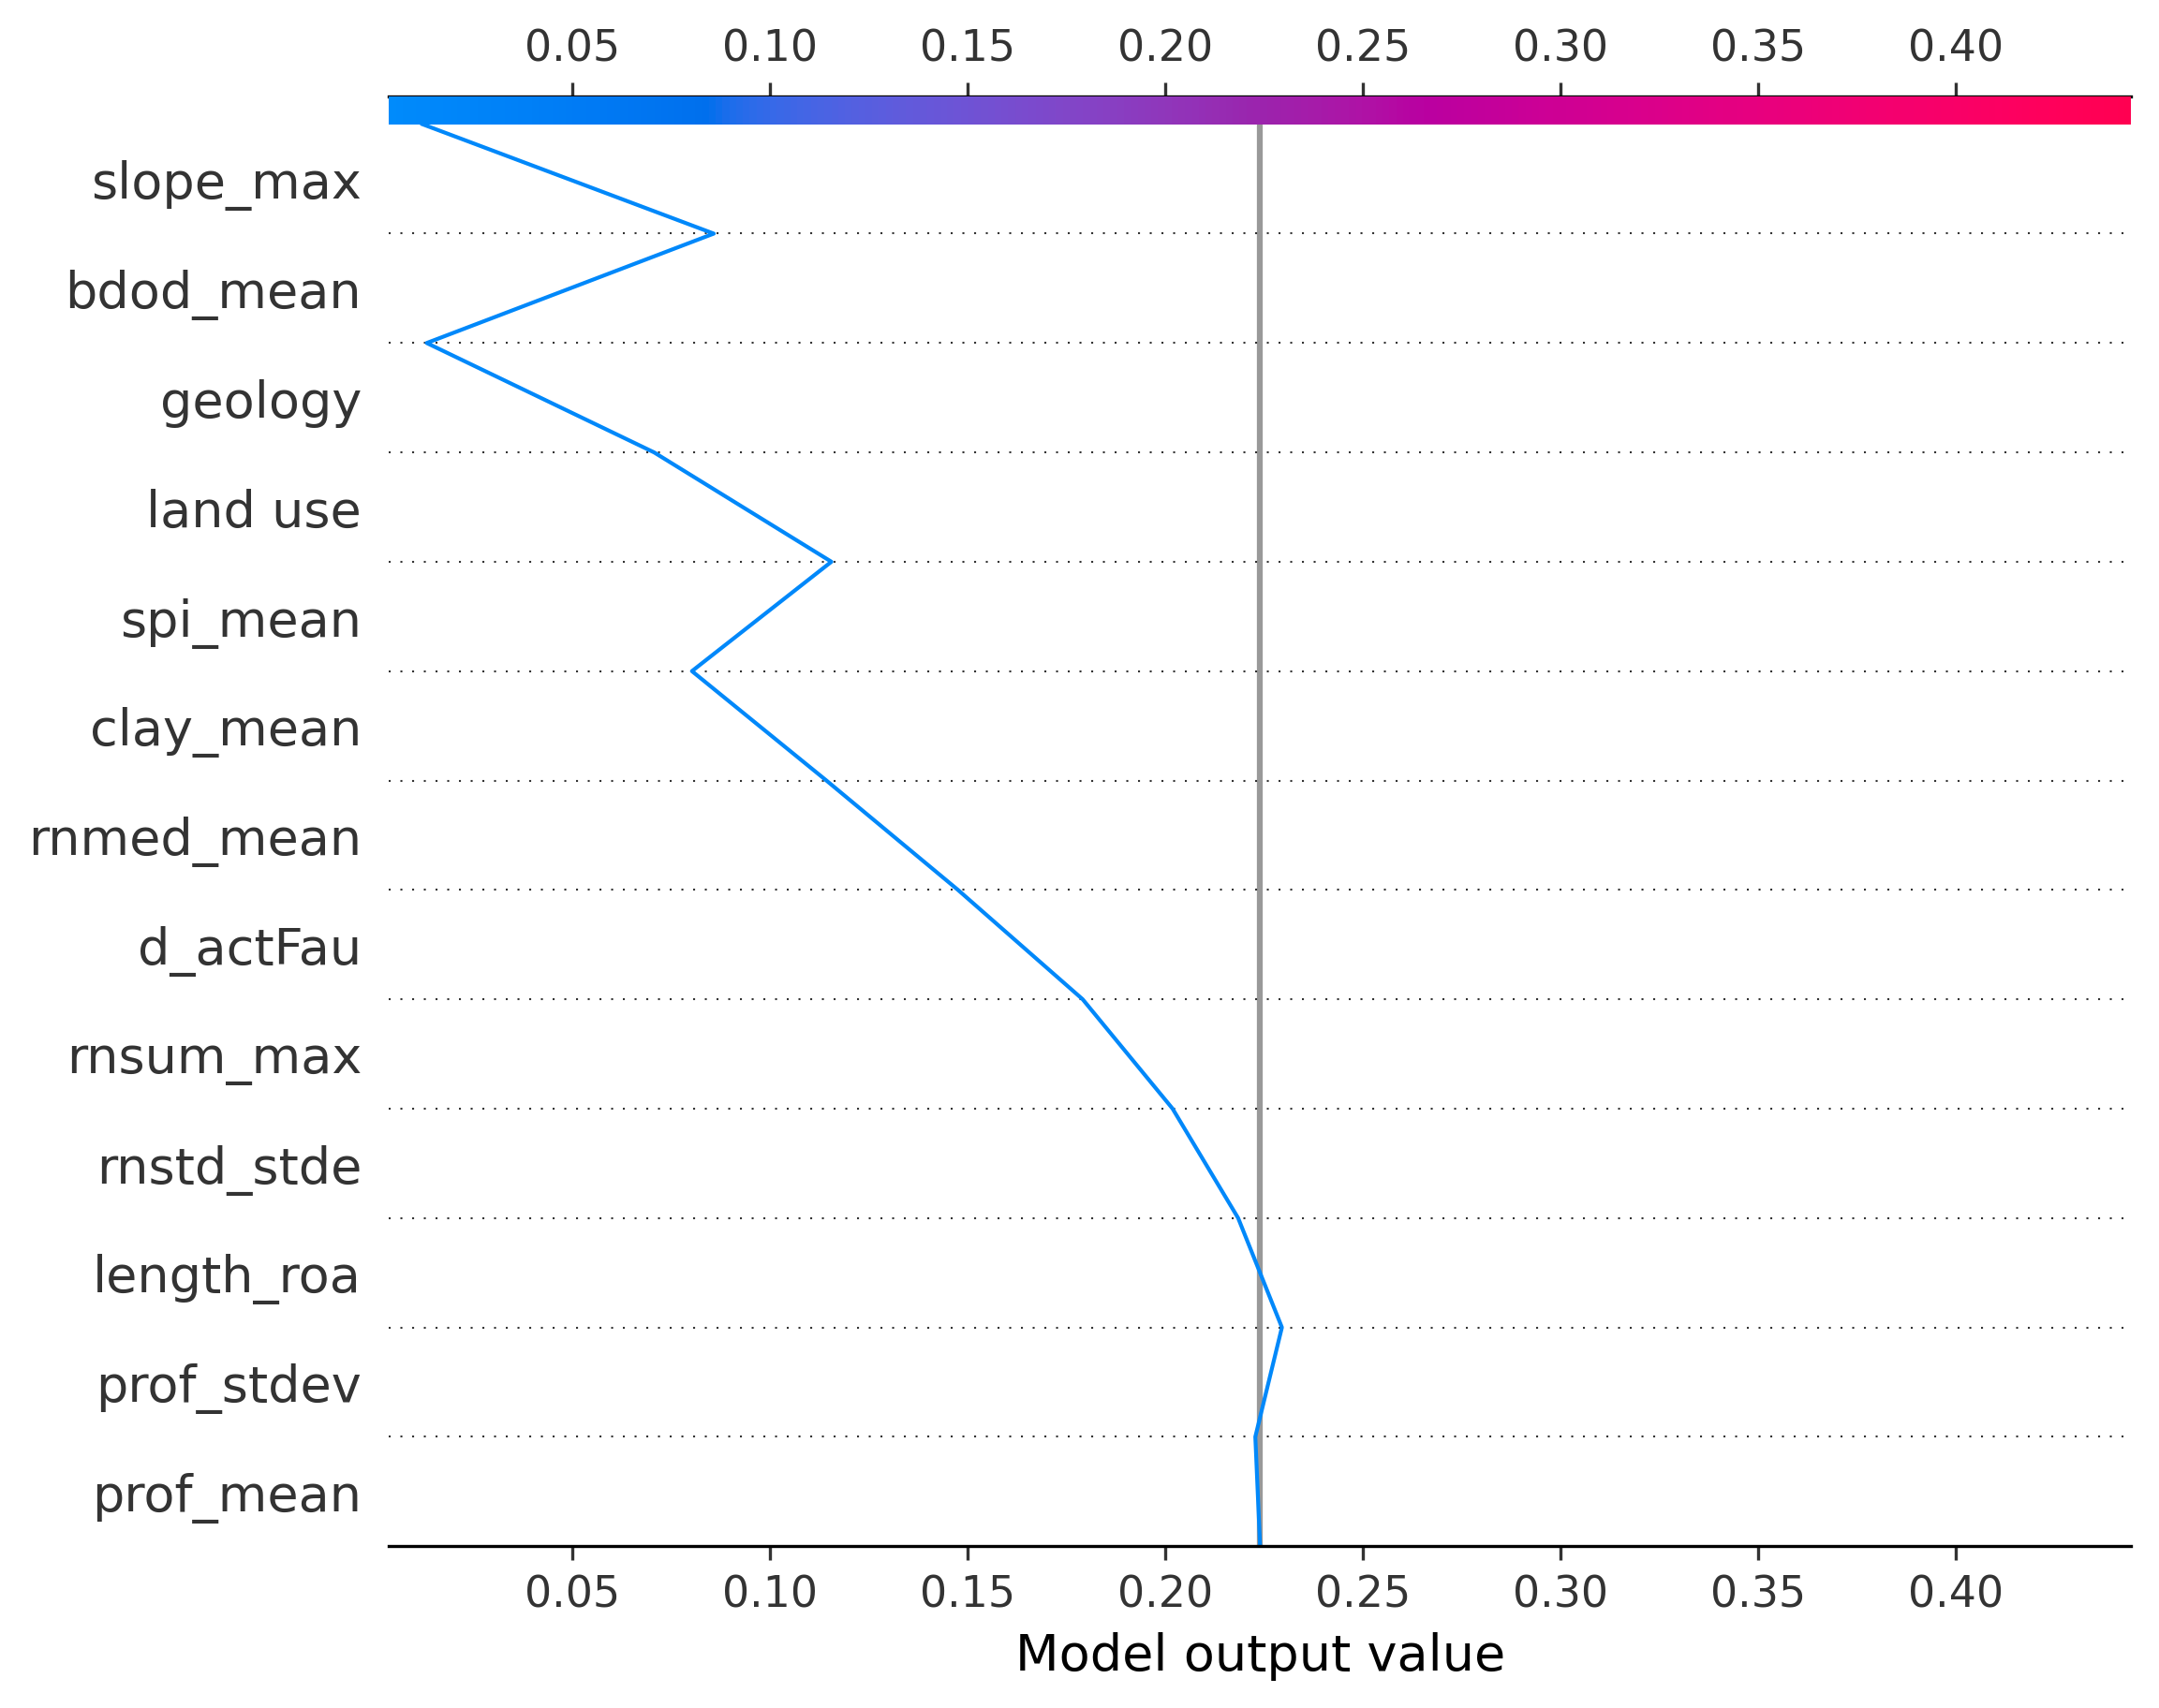 0.05 0.10 0.15 0.20 0.25 0.30 0.35 0.40
slope_max
bdod_mean
geology
land use
spi_mean
clay_mean
rnmed_mean
d_actFau
rnsum_max
rnstd_stde
length_roa
prof_stdev
prof_mean
0.05 0.10 0.15 0.20 0.25 0.30 0.35 0.40
Model output value